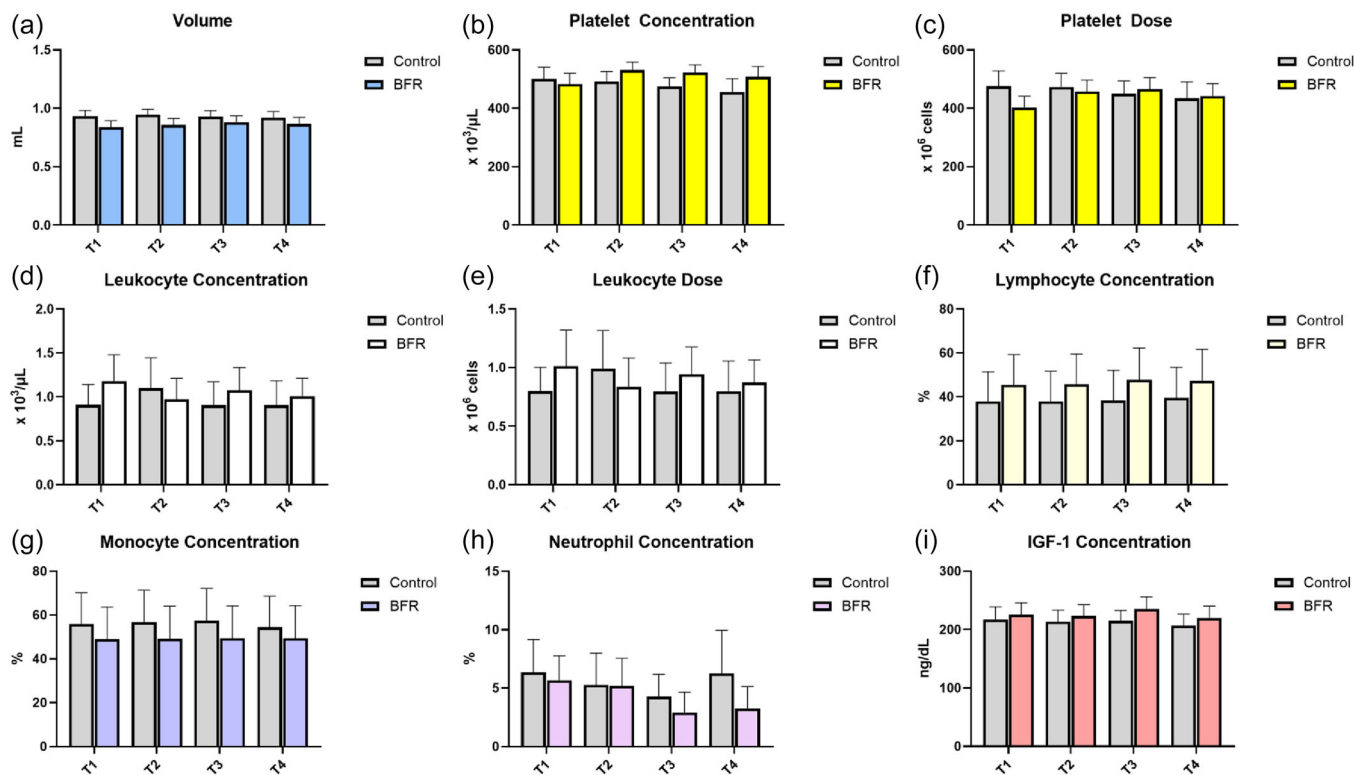 (a)
Volume
1.5
1.0
0.5
0.0
mL
T1
T2
T3
T4
Control
BFR
(b)
Platelet Concentration
600
400
200
0
x 10³/µL
T1
T2
T3
T4
Control
BFR
(c)
Platelet Dose
600
400
200
0
x 10⁶ cells
T1
T2
T3
T4
Control
BFR
(d)
Leukocyte Concentration
2.0
1.5
1.0
0.5
0.0
x 10³/µL
T1
T2
T3
T4
Control
BFR
(e)
Leukocyte Dose
1.5
1.0
0.5
0.0
x 10⁶ cells
T1
T2
T3
T4
Control
BFR
(f)
Lymphocyte Concentration
80
60
40
20
0
%
T1
T2
T3
T4
Control
BFR
(g)
Monocyte Concentration
80
60
40
20
0
%
T1
T2
T3
T4
Control
BFR
(h)
Neutrophil Concentration
15
10
5
0
%
T1
T2
T3
T4
Control
BFR
(i)
IGF-1 Concentration
300
200
100
0
ng/dL
T1
T2
T3
T4
Control
BFR